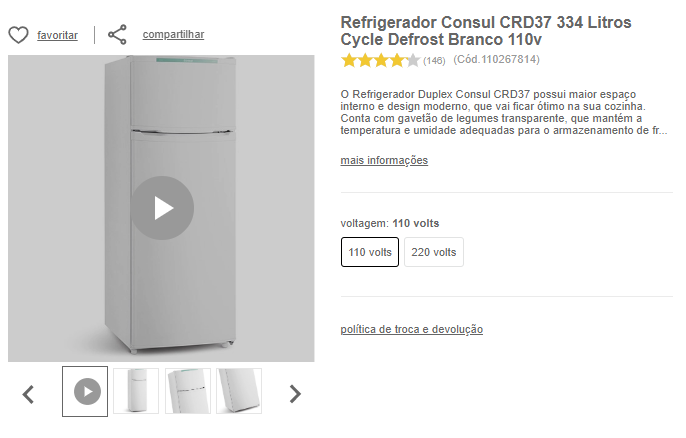 favoritar
compartilhar
Refrigerador Consul CRD37 334 Litros
Cycle Defrost Branco 110v
(146) (Cód.110267814)
O Refrigerador Duplex Consul CRD37 possui maior espaço
interno e design moderno, que vai ficar ótimo na sua cozinha.
Conta com gavetão de legumes transparente, que mantém a
temperatura e umidade adequadas para o armazenamento de fr...
mais informações
voltagem: 110 volts
110 volts
220 volts
política de troca e devolução